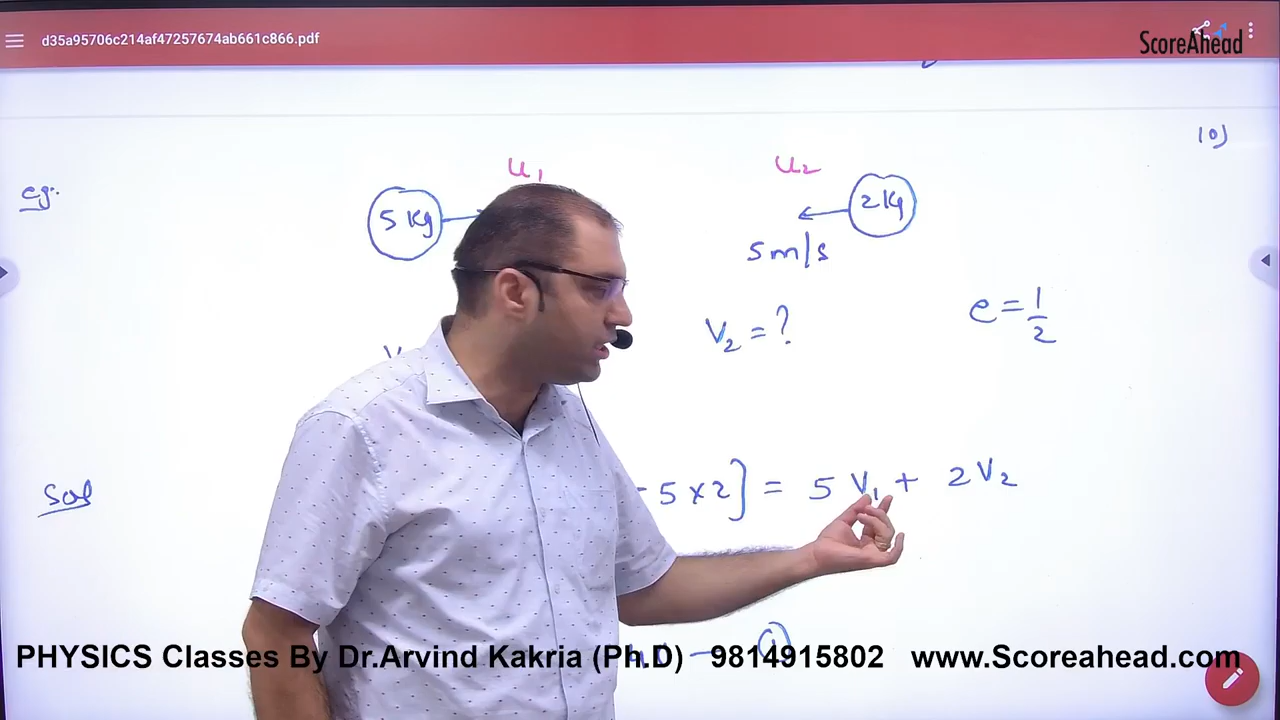 d35a95706c214af47257674ab661c866.pdf
ScoreAhead
10)
eg:-
u1
u2
5 Kg
2 Kg
5 m/s
V2 = ?
e = 1/2
Sol
- 5 × 2] = 5 V1 + 2 V2
PHYSICS Classes By Dr.Arvind Kakria (Ph.D) 9814915802 www.Scoreahead.com